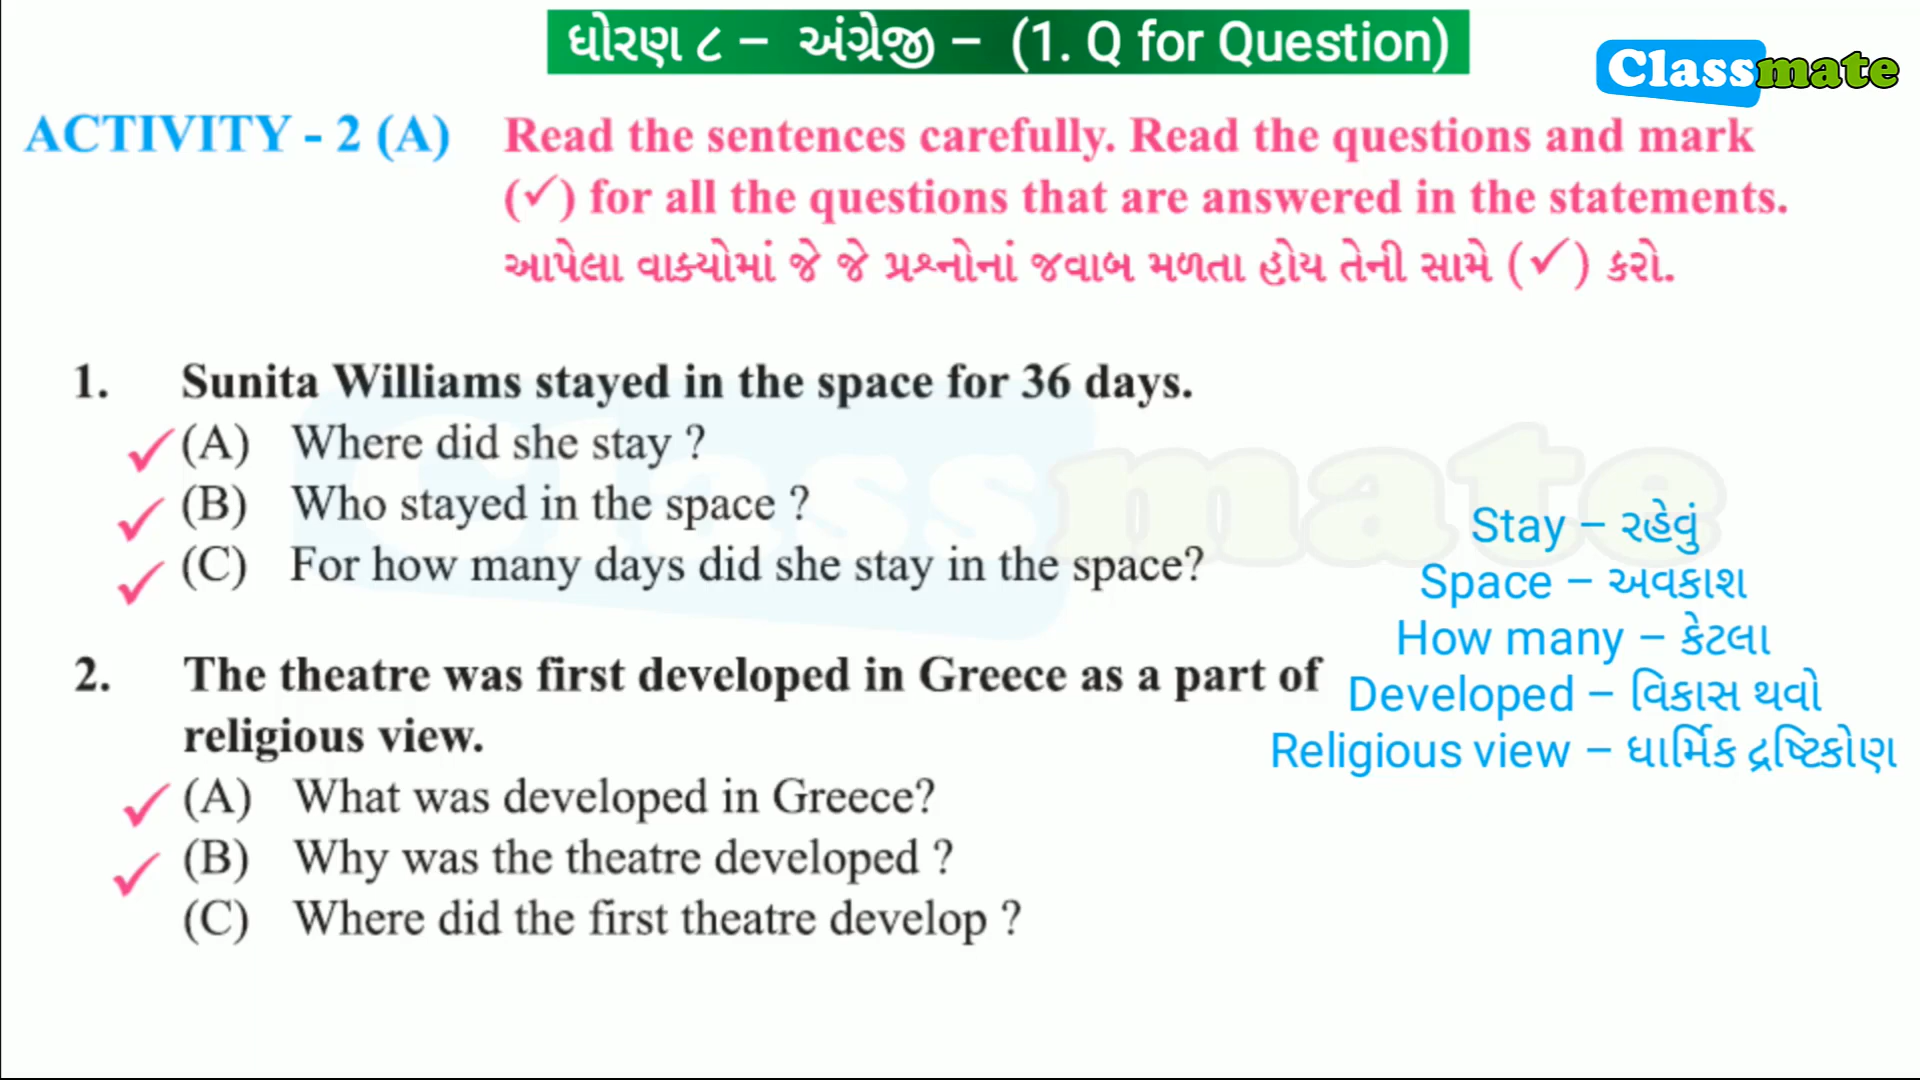 ધોરણ ૮ – અંગ્રેજી – (1. Q for Question)
Classmate
ACTIVITY - 2 (A) Read the sentences carefully. Read the questions and mark
(✓) for all the questions that are answered in the statements.
આપેલા વાક્યોમાં જે જે પ્રશ્નોનાં જવાબ મળતા હોય તેની સામે (✓) કરો.
1. Sunita Williams stayed in the space for 36 days.
✓ (A) Where did she stay ?
✓ (B) Who stayed in the space ?
✓ (C) For how many days did she stay in the space?
2. The theatre was first developed in Greece as a part of
religious view.
✓ (A) What was developed in Greece?
✓ (B) Why was the theatre developed ?
(C) Where did the first theatre develop ?
Stay – રહેવું
Space – અવકાશ
How many – કેટલા
Developed – વિકાસ થવો
Religious view – ધાર્મિક દ્રષ્ટિકોણ
Classmate